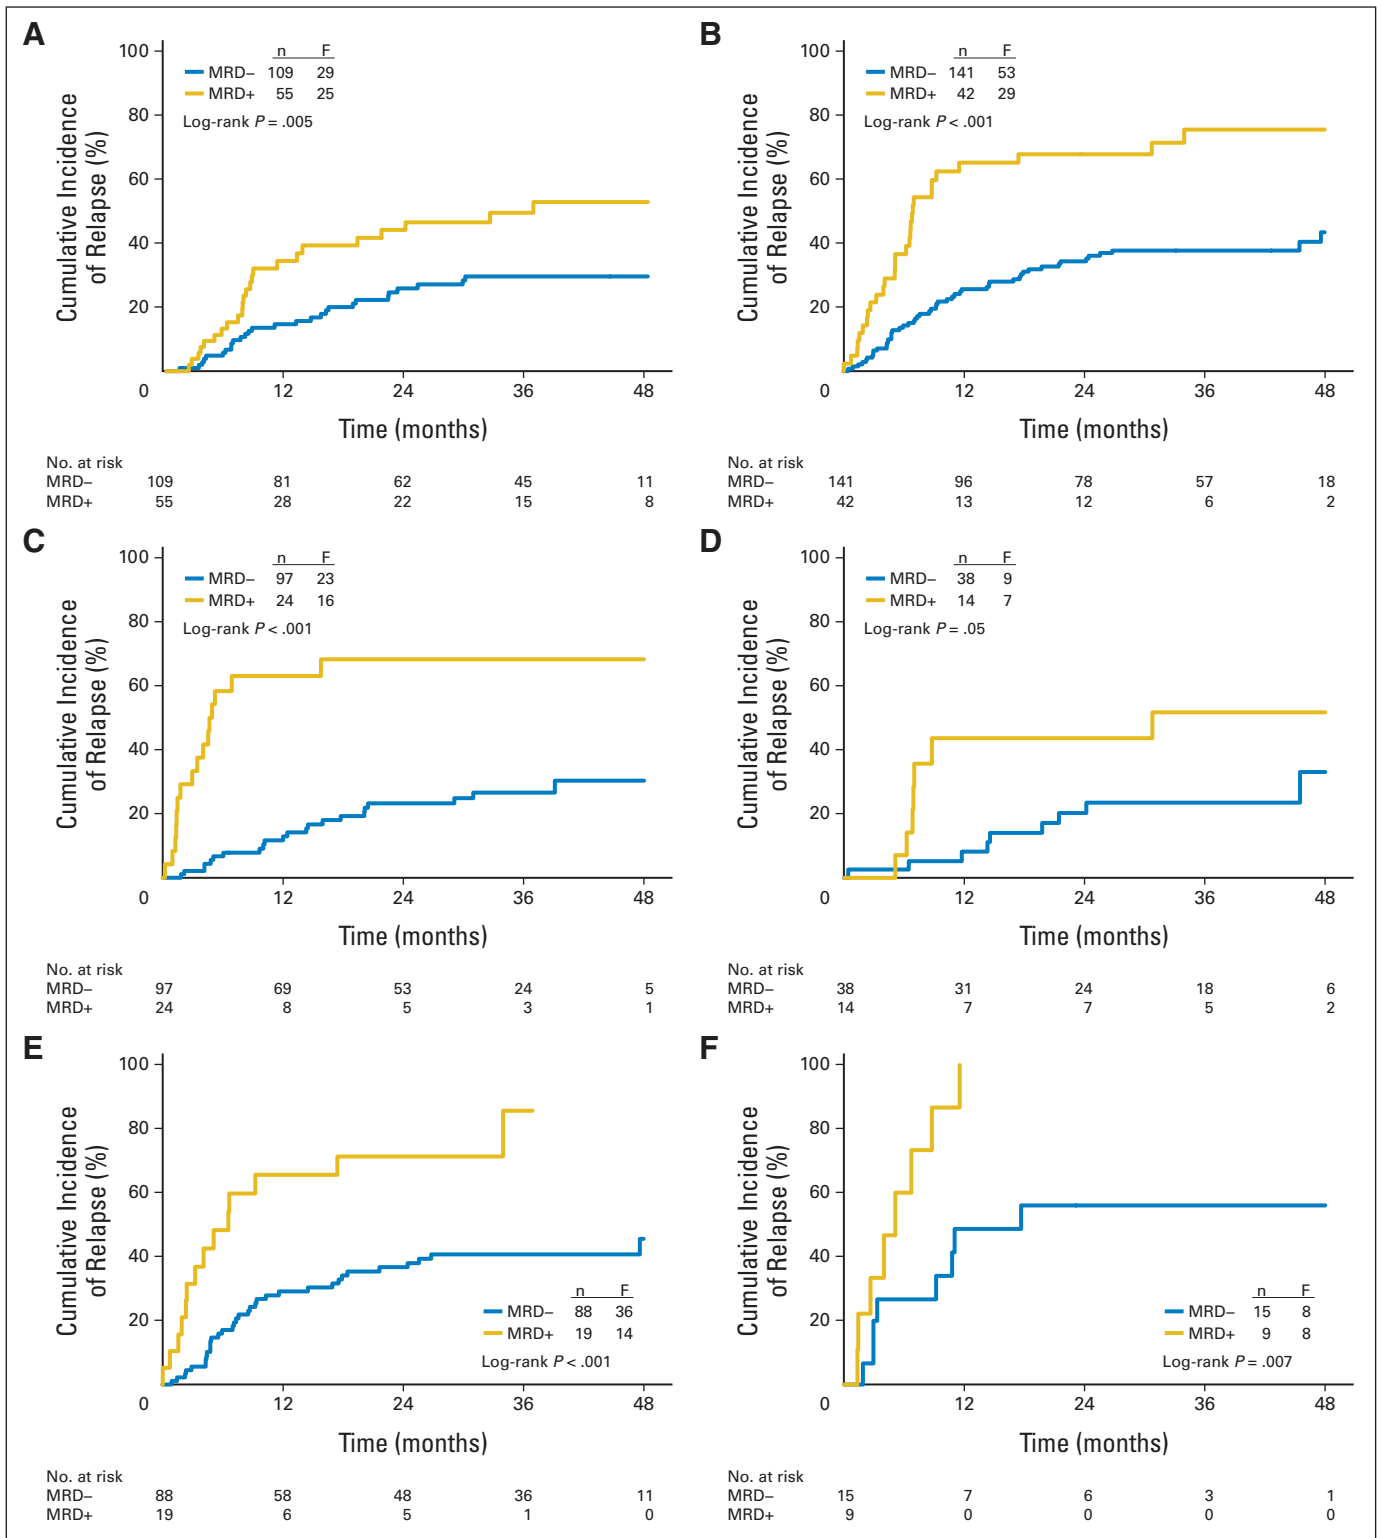 A
n F
MRD– 109 29
MRD+ 55 25
Log-rank P = .005
100
80
60
40
20
0
12 24 36 48
Cumulative Incidence
of Relapse (%)
Time (months)
No. at risk
MRD– 109 81 62 45 11
MRD+ 55 28 22 15 8
B
n F
MRD– 141 53
MRD+ 42 29
Log-rank P < .001
100
80
60
40
20
0
12 24 36 48
Cumulative Incidence
of Relapse (%)
Time (months)
No. at risk
MRD– 141 96 78 57 18
MRD+ 42 13 12 6 2
C
n F
MRD– 97 23
MRD+ 24 16
Log-rank P < .001
100
80
60
40
20
0
12 24 36 48
Cumulative Incidence
of Relapse (%)
Time (months)
No. at risk
MRD– 97 69 53 24 5
MRD+ 24 8 5 3 1
D
n F
MRD– 38 9
MRD+ 14 7
Log-rank P = .05
100
80
60
40
20
0
12 24 36 48
Cumulative Incidence
of Relapse (%)
Time (months)
No. at risk
MRD– 38 31 24 18 6
MRD+ 14 7 7 5 2
E
100
80
60
40
20
0
12 24 36 48
Cumulative Incidence
of Relapse (%)
n F
MRD– 88 36
MRD+ 19 14
Log-rank P < .001
Time (months)
No. at risk
MRD– 88 58 48 36 11
MRD+ 19 6 5 1 0
F
100
80
60
40
20
0
12 24 36 48
Cumulative Incidence
of Relapse (%)
n F
MRD– 15 8
MRD+ 9 8
Log-rank P = .007
Time (months)
No. at risk
MRD– 15 7 6 3 1
MRD+ 9 0 0 0 0